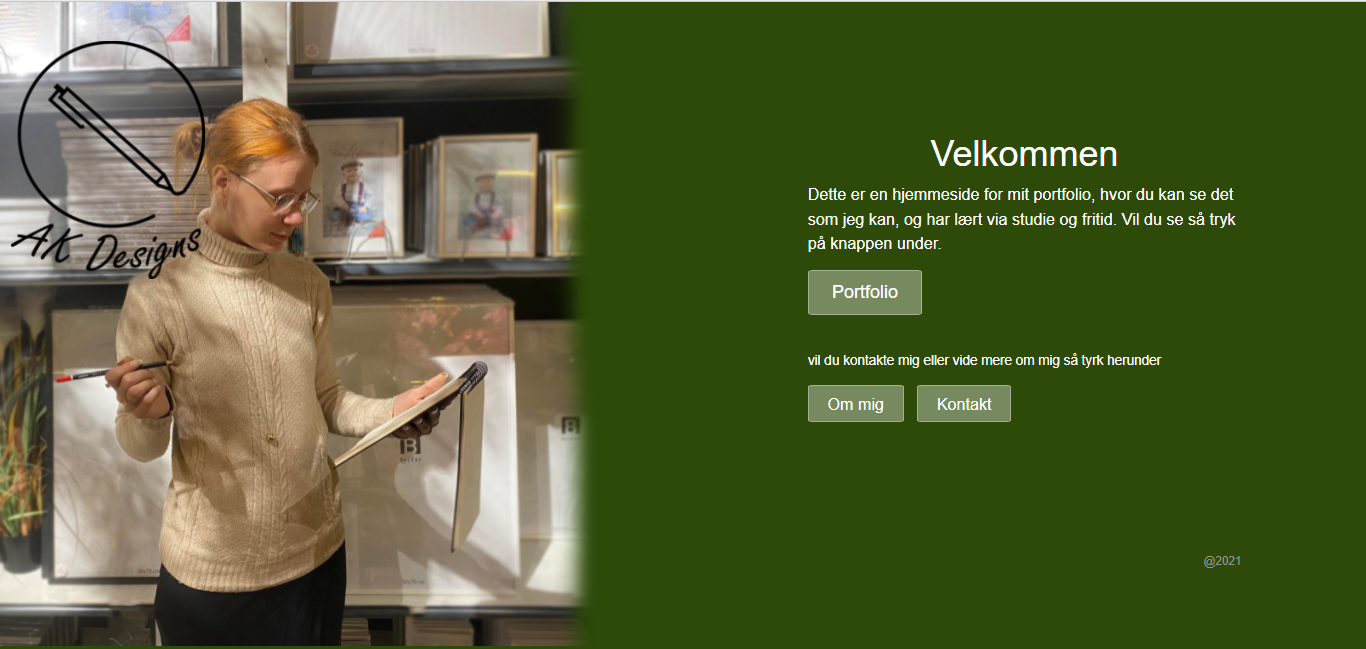 AK Designs
Velkommen
Dette er en hjemmeside for mit portfolio, hvor du kan se det
som jeg kan, og har lært via studie og fritid. Vil du se så tryk
på knappen under.
Portfolio
vil du kontakte mig eller vide mere om mig så tyrk herunder
Om mig
Kontakt
@2021